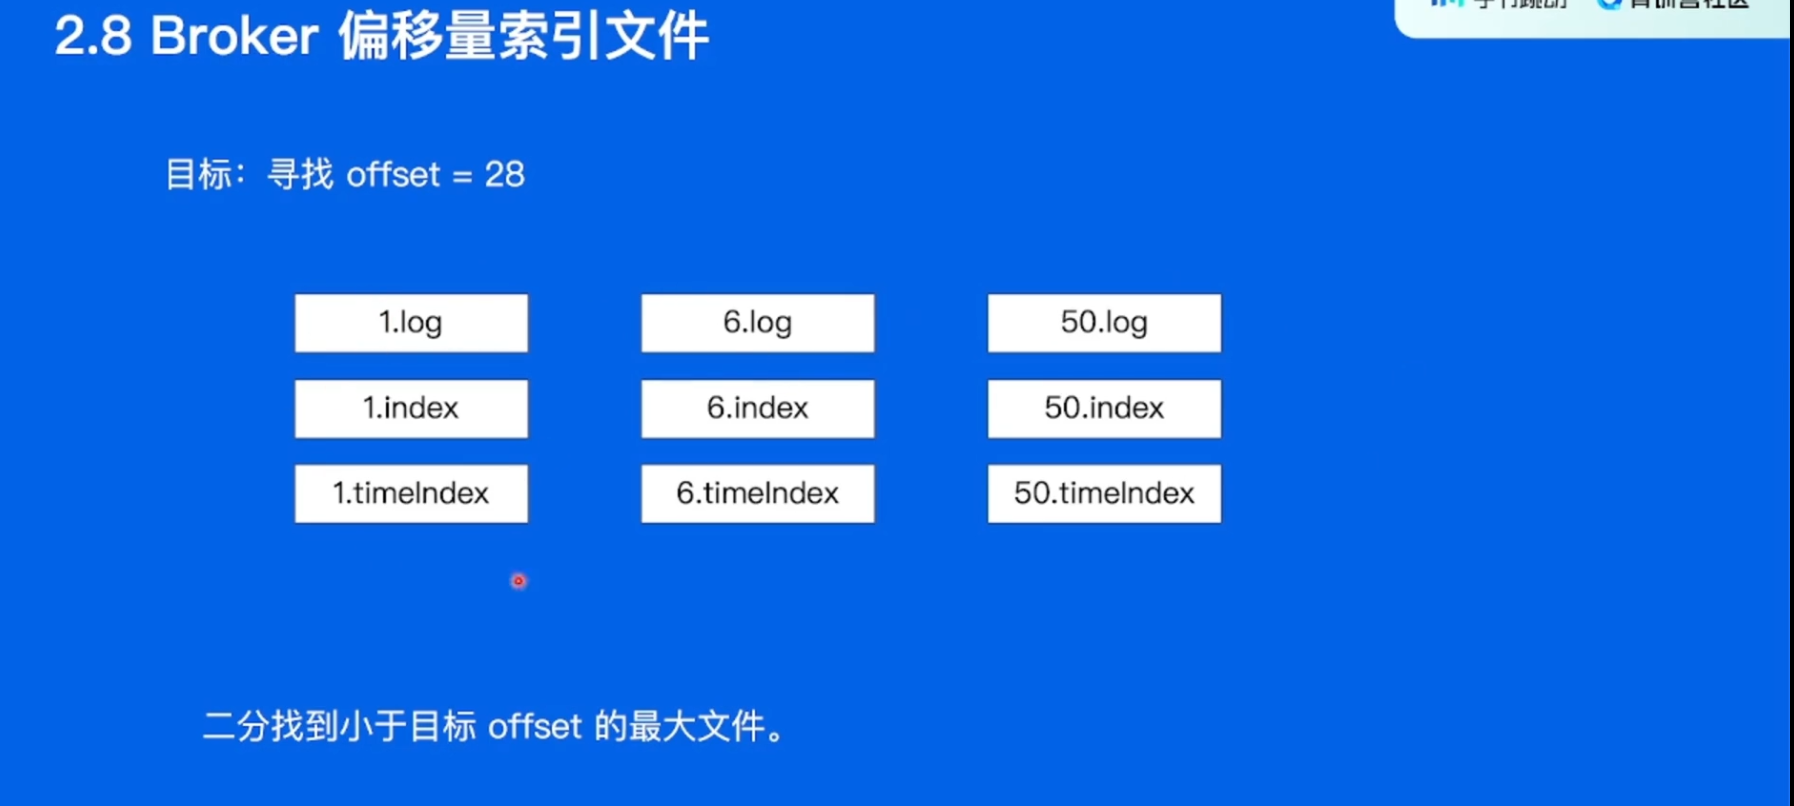 2.8 Broker 偏移量索引文件
目标：寻找 offset = 28
1.log
6.log
50.log
1.index
6.index
50.index
1.timeIndex
6.timeIndex
50.timeIndex
二分找到小于目标 offset 的最大文件。